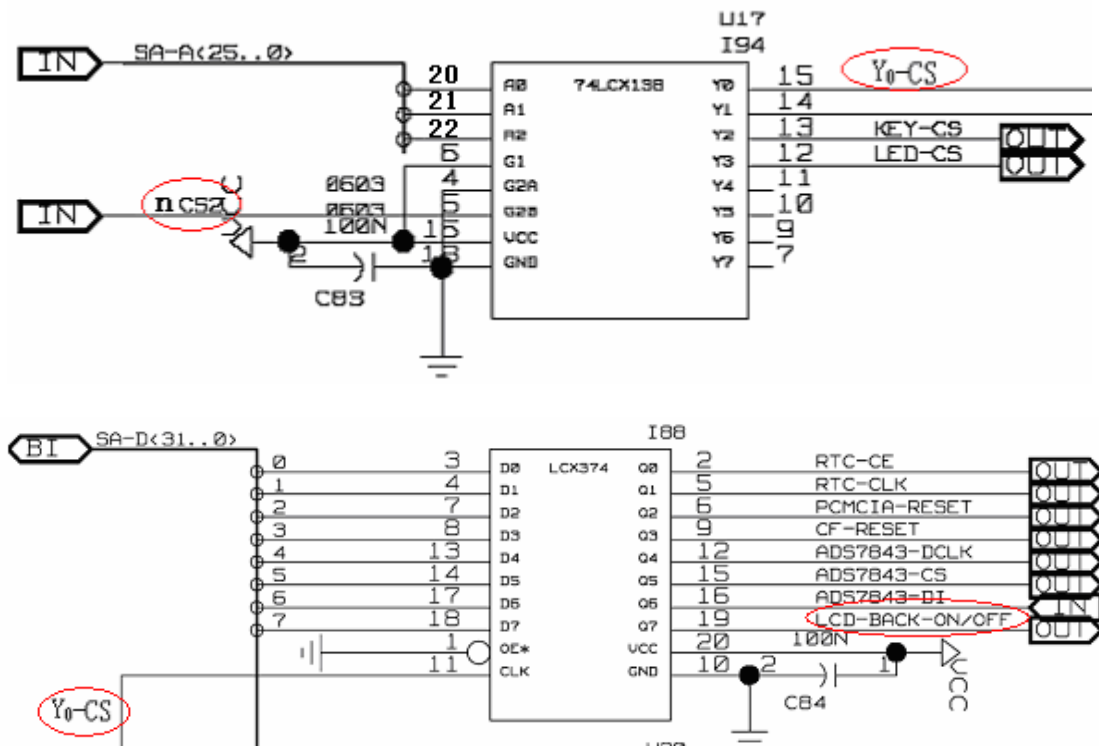 U17
I94
IN SA-A<25..0>
20 A0 74LCX138 Y0 15 Y₀-CS
21 A1 Y1 14
22 A2 Y2 13 KEY-CS OUT
6 G1 Y3 12 LED-CS OUT
0603 4 G2A Y4 11
IN nCS2 0603 5 G2B Y5 10
100N 15 VCC Y6 9
2 1 8 GND Y7 7
C83
I88
BI SA-D<31..0>
0 3 D0 LCX374 Q0 2 RTC-CE OUT
1 4 D1 Q1 5 RTC-CLK OUT
2 7 D2 Q2 6 PCMCIA-RESET OUT
3 8 D3 Q3 9 CF-RESET OUT
4 13 D4 Q4 12 ADS7843-DCLK OUT
5 14 D5 Q5 15 ADS7843-CS OUT
6 17 D6 Q6 16 ADS7843-DI IN
7 18 D7 Q7 19 LCD-BACK-ON/OFF OUT
1 OE* VCC 20 100N VCC
11 CLK GND 10 2 1
C84
Y₀-CS